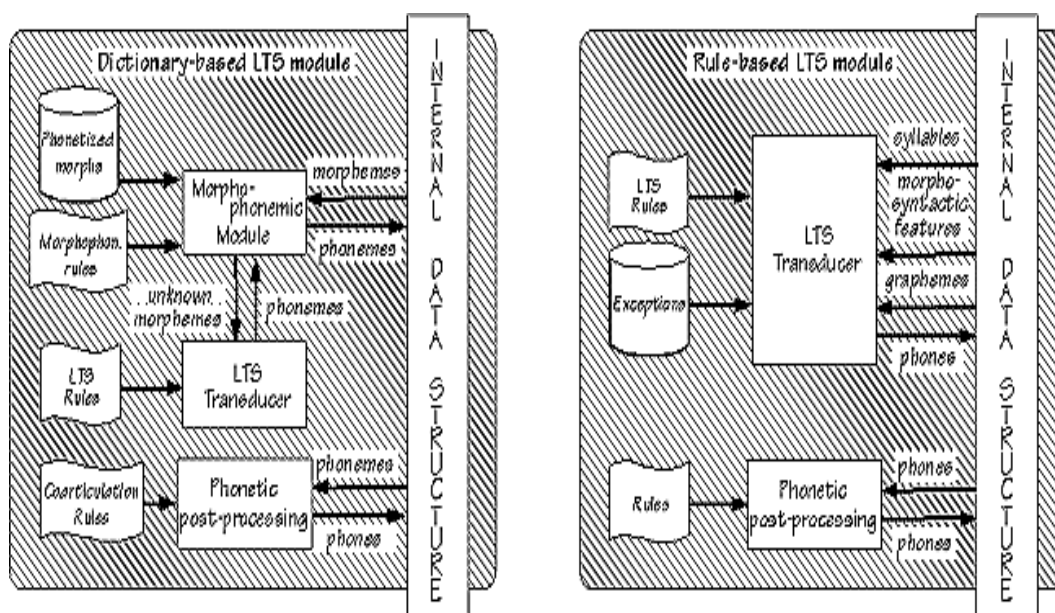 Dictionary-based LTS module
Phonetized
morphs
Morpho-
phonemic
Module
morphemes
phonemes
Morphophon.
rules
unknown
morphemes
phonemes
LTS
Rules
LTS
Transducer
Coarticulation
Rules
Phonetic
post-processing
phonemes
phones
INTERNAL DATA STRUCTURE
Rule-based LTS module
LTS
Rules
Exceptions
LTS
Transducer
syllables
morpho-
syntactic
features
graphemes
phones
Rules
Phonetic
post-processing
phones
phones
INTERNAL DATA STRUCTURE